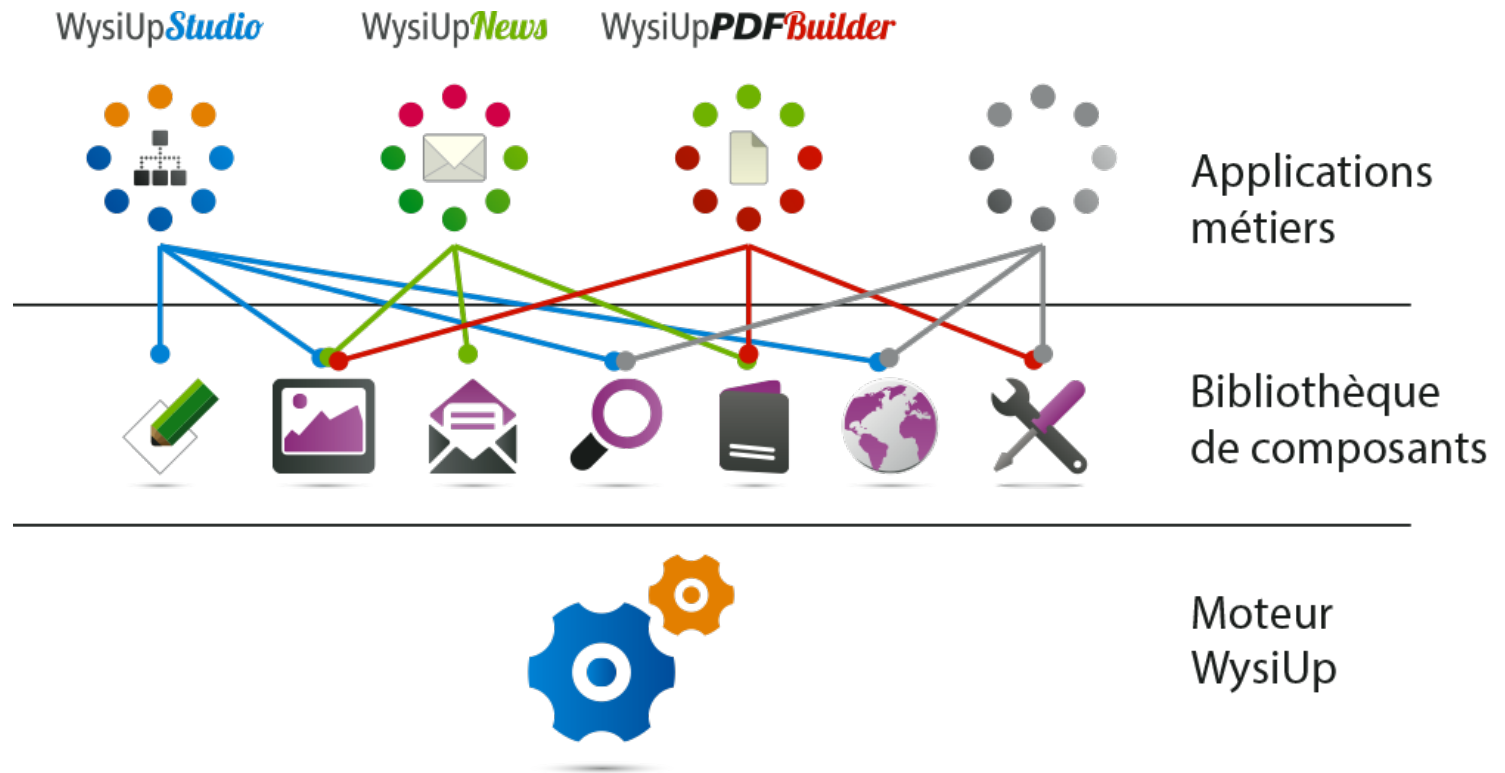 WysiUpStudio WysiUpNews WysiUpPDFBuilder
Applications
métiers
Bibliothèque
de composants
Moteur
WysiUp